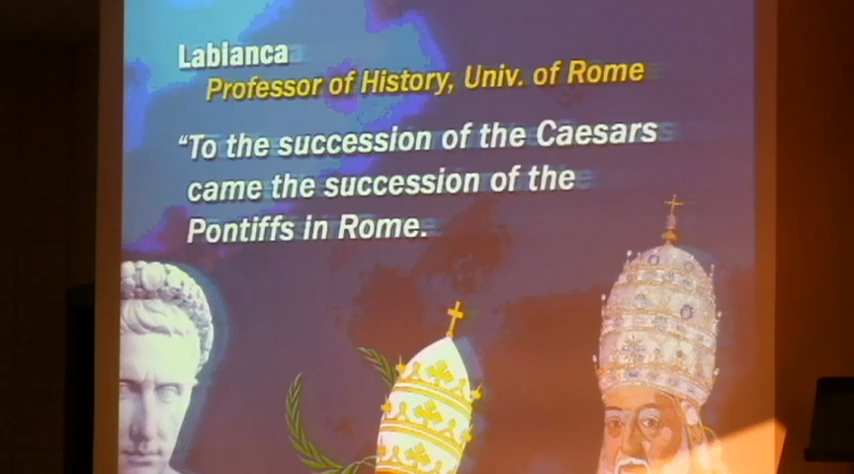 Labianca
Professor of History, Univ. of Rome
“To the succession of the Caesars
came the succession of the
Pontiffs in Rome.